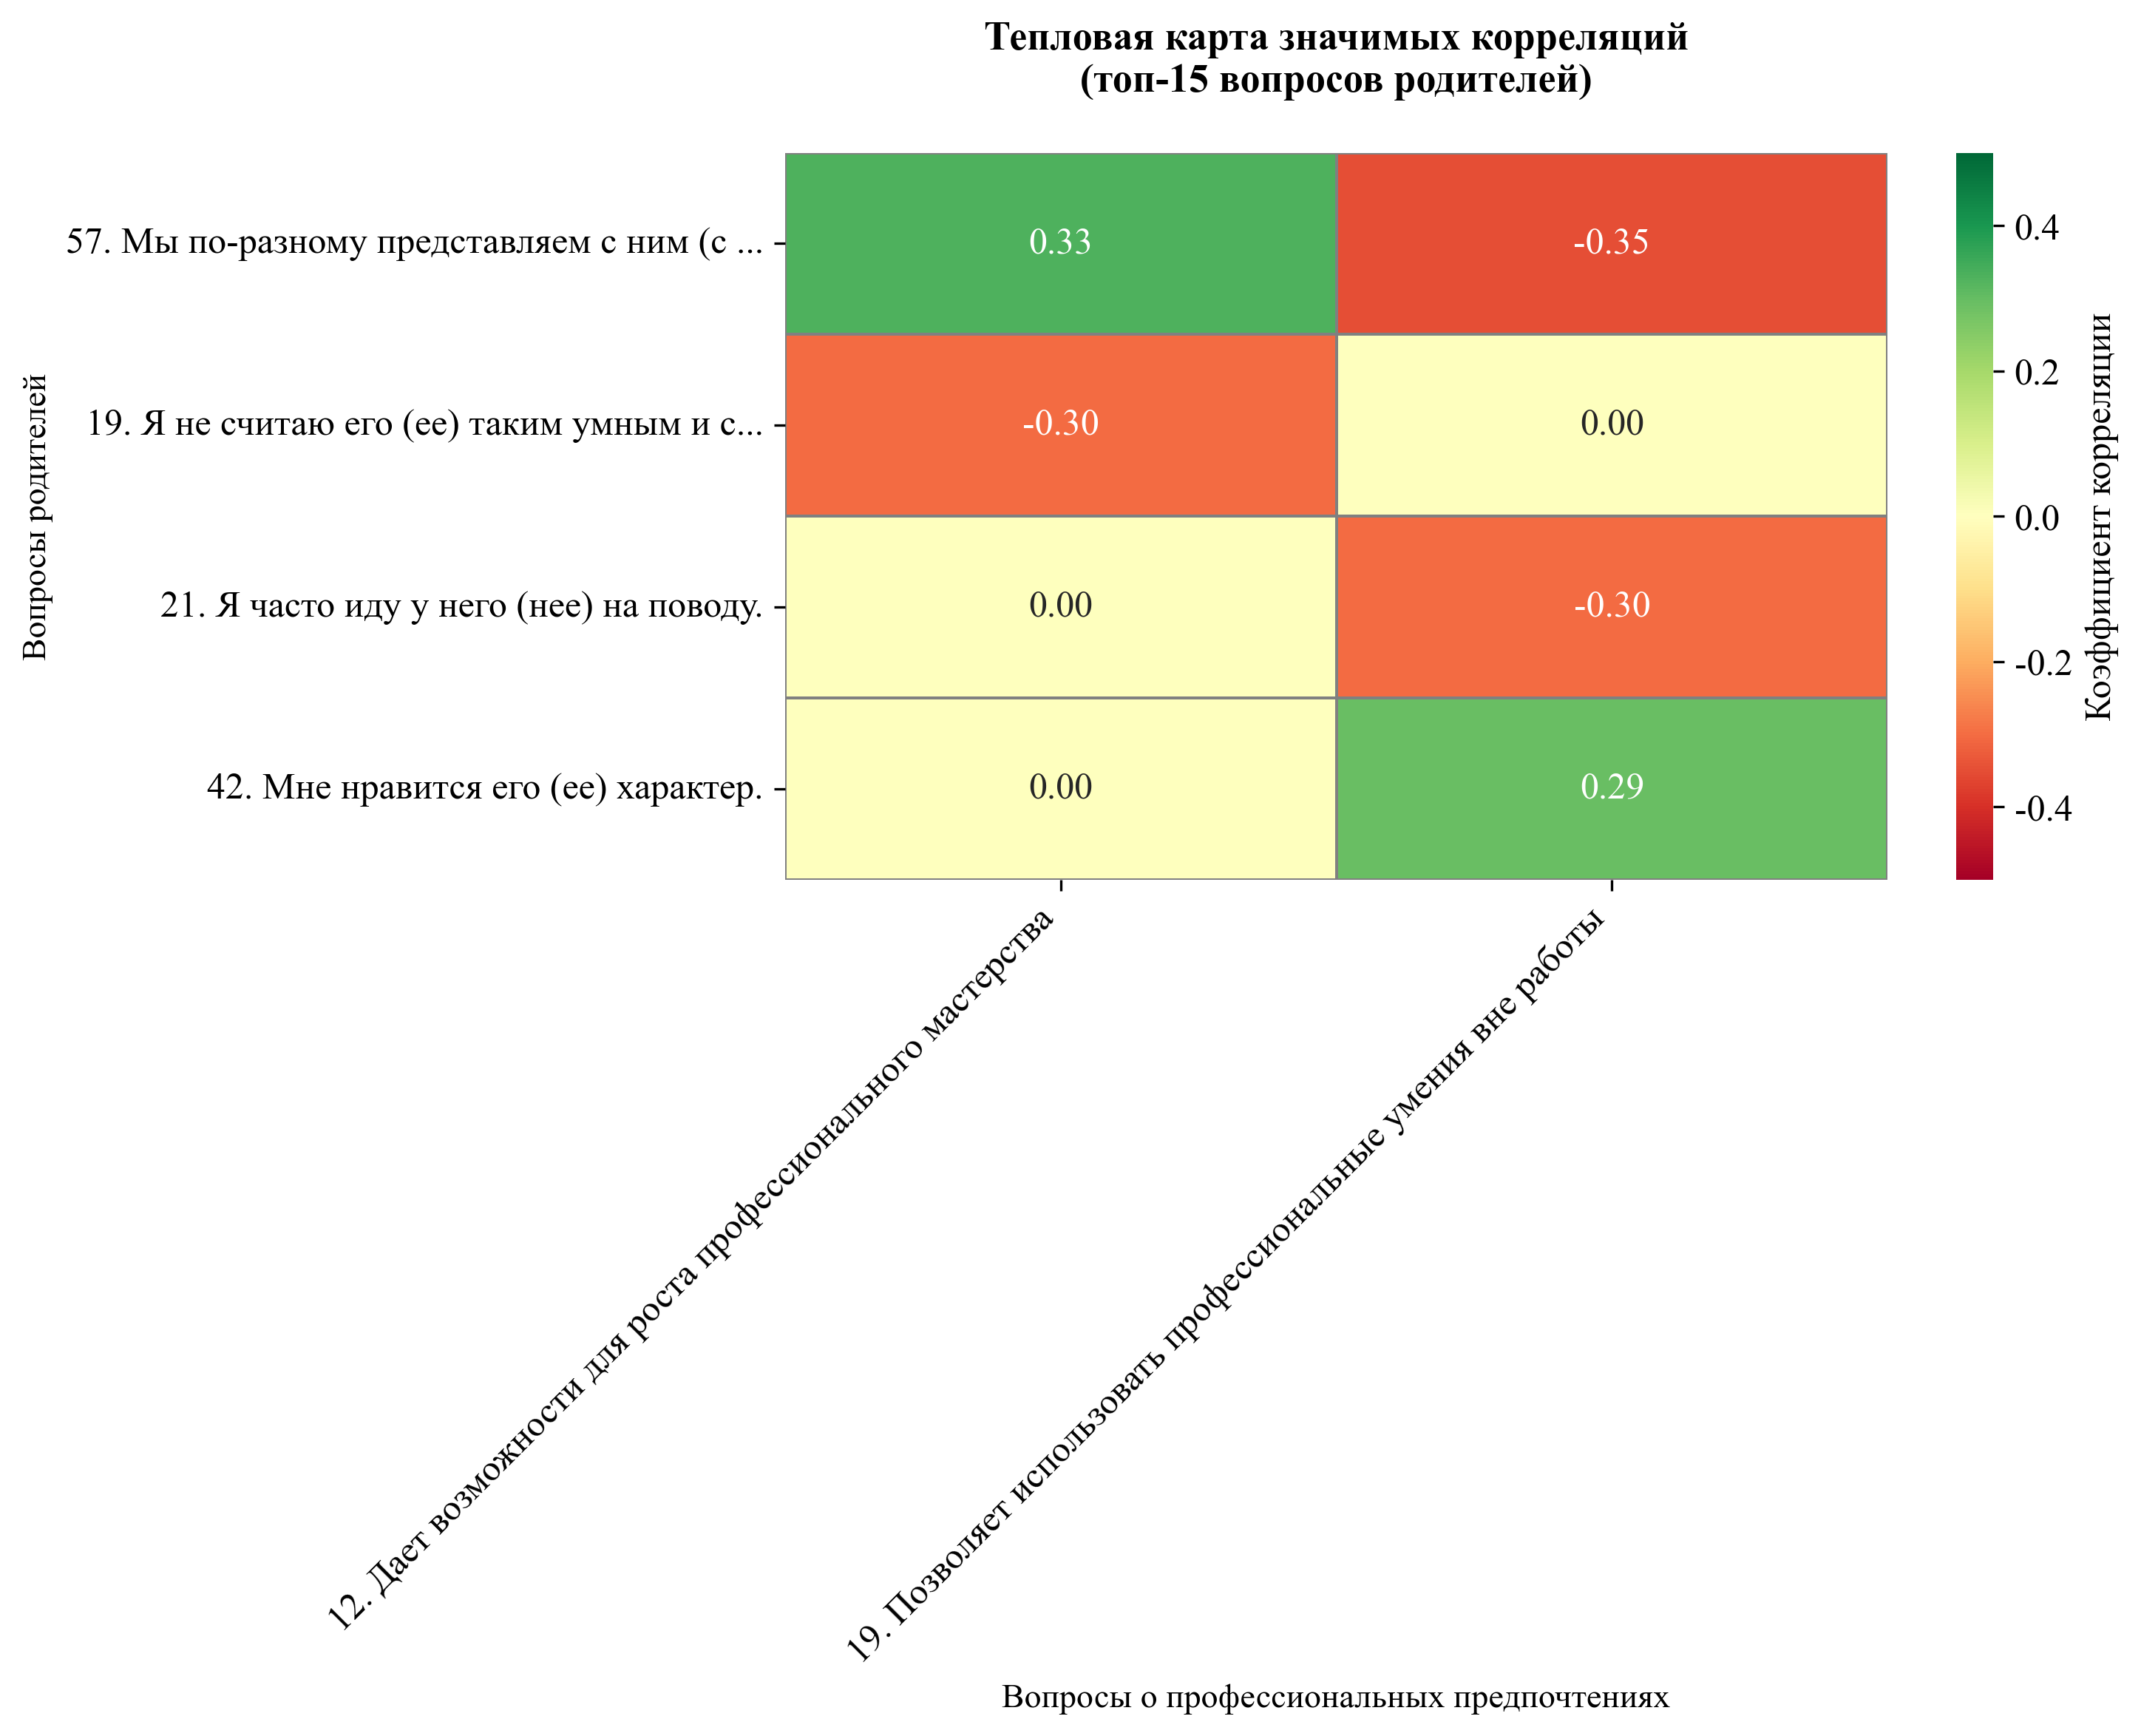 Тепловая карта значимых корреляций
(топ-15 вопросов родителей)
Вопросы родителей
57. Мы по-разному представляем с ним (с ...
0.33
-0.35
19. Я не считаю его (ее) таким умным и с...
-0.30
0.00
21. Я часто иду у него (нее) на поводу.
0.00
-0.30
42. Мне нравится его (ее) характер.
0.00
0.29
0.4
0.2
0.0
-0.2
-0.4
Коэффициент корреляции
12. Дает возможности для роста профессионального мастерства
19. Позволяет использовать профессиональные умения вне работы
Вопросы о профессиональных предпочтениях